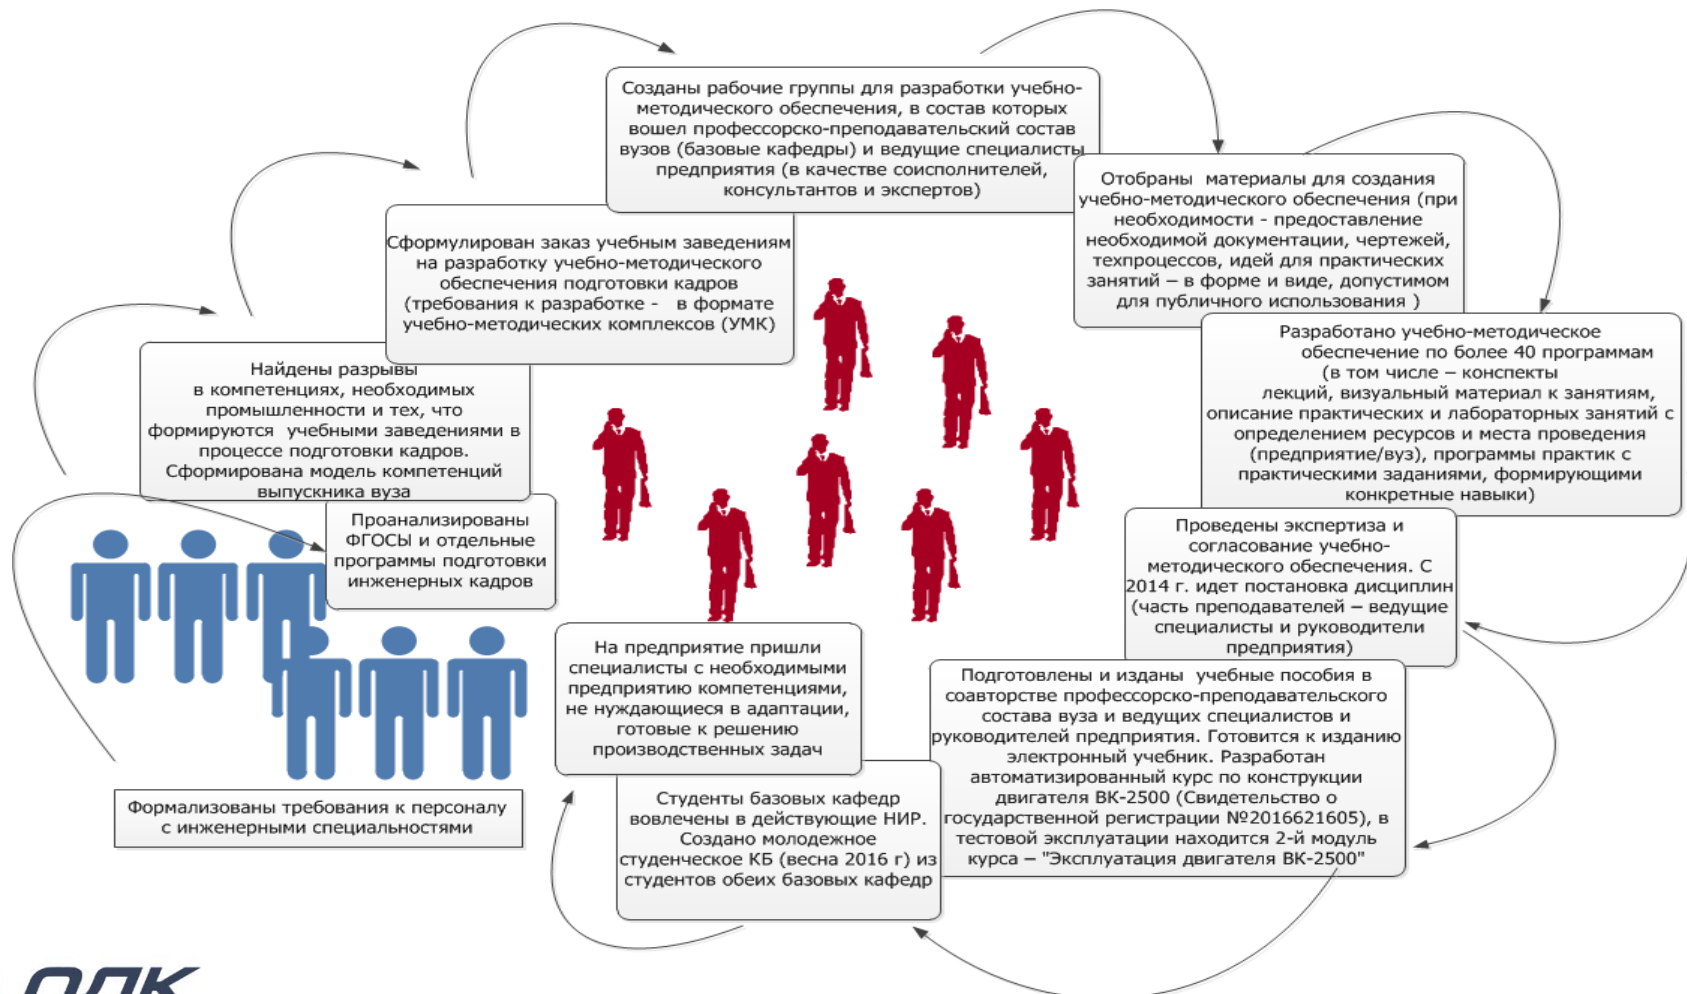 Созданы рабочие группы для разработки учебно-
методического обеспечения, в состав которых
вошел профессорско-преподавательский состав
вузов (базовые кафедры) и ведущие специалисты
предприятия (в качестве соисполнителей,
консультантов и экспертов)
Отобраны материалы для создания
учебно-методического обеспечения (при
необходимости - предоставление
необходимой документации, чертежей,
техпроцессов, идей для практических
занятий – в форме и виде, допустимом
для публичного использования )
Сформулирован заказ учебным заведениям
на разработку учебно-методического
обеспечения подготовки кадров
(требования к разработке - в формате
учебно-методических комплексов (УМК)
Разработано учебно-методическое
обеспечение по более 40 программам
(в том числе – конспекты
лекций, визуальный материал к занятиям,
описание практических и лабораторных занятий с
определением ресурсов и места проведения
(предприятие/вуз), программы практик с
практическими заданиями, формирующими
конкретные навыки)
Найдены разрывы
в компетенциях, необходимых
промышленности и тех, что
формируются учебными заведениями в
процессе подготовки кадров.
Сформирована модель компетенций
выпускника вуза
Проанализированы
ФГОСЫ и отдельные
программы подготовки
инженерных кадров
Проведены экспертиза и
согласование учебно-
методического обеспечения. С
2014 г. идет постановка дисциплин
(часть преподавателей – ведущие
специалисты и руководители
предприятия)
На предприятие пришли
специалисты с необходимыми
предприятию компетенциями,
не нуждающиеся в адаптации,
готовые к решению
производственных задач
Подготовлены и изданы учебные пособия в
соавторстве профессорско-преподавательского
состава вуза и ведущих специалистов и
руководителей предприятия. Готовится к изданию
электронный учебник. Разработан
автоматизированный курс по конструкции
двигателя ВК-2500 (Свидетельство о
государственной регистрации №2016621605), в
тестовой эксплуатации находится 2-й модуль
курса – "Эксплуатация двигателя ВК-2500"
Формализованы требования к персоналу
с инженерными специальностями
Студенты базовых кафедр
вовлечены в действующие НИР.
Создано молодежное
студенческое КБ (весна 2016 г) из
студентов обеих базовых кафедр
ОДК